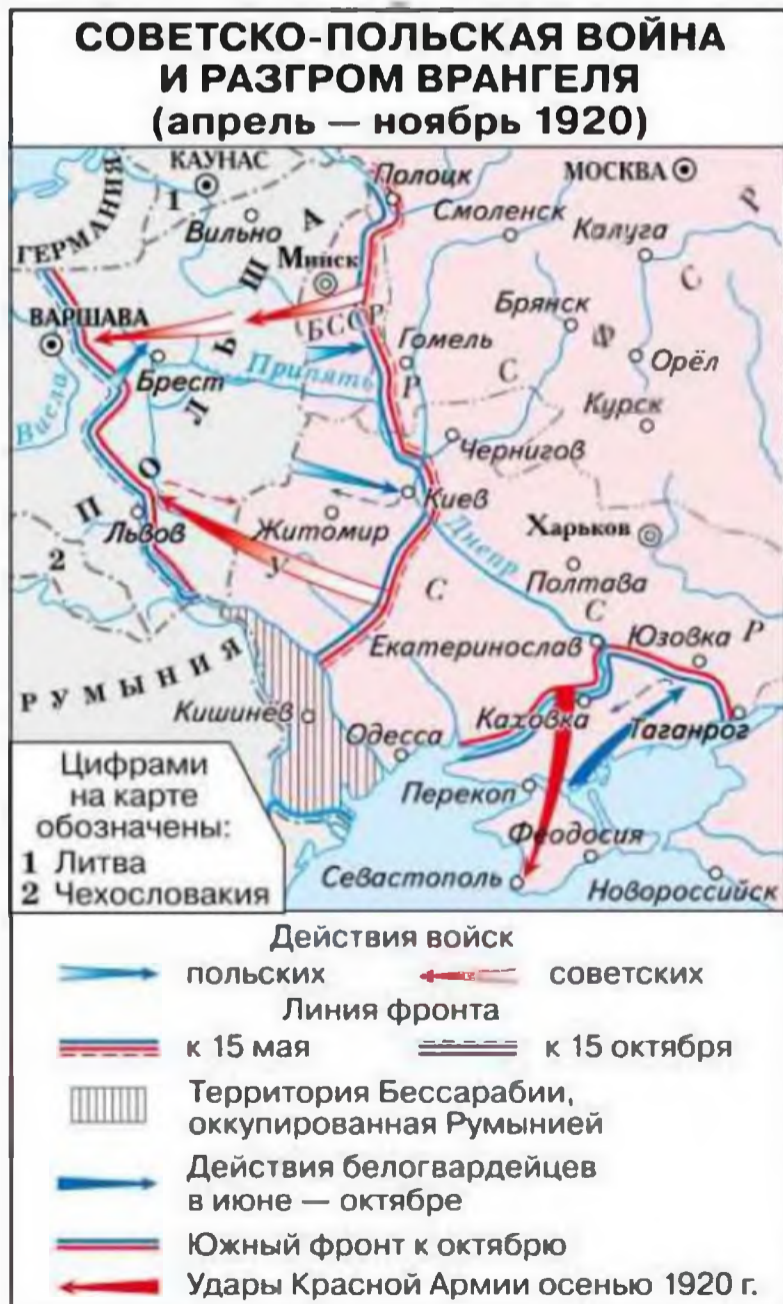 СОВЕТСКО-ПОЛЬСКАЯ ВОЙНА
И РАЗГРОМ ВРАНГЕЛЯ
(апрель — ноябрь 1920)
КАУНАС
Полоцк
МОСКВА
Р
1
Вильно
Смоленск
Калуга
С
ГЕРМАНИЯ
Минск
Брянск
Ф
ВАРШАВА
БССР
Гомель
С
Орёл
Брест
Припять
Р
Курск
Висла
ПОЛЬША
Чернигов
Киев
Львов
Житомир
Харьков
2
У
Днепр
Полтава
С
С
Екатеринослав
Юзовка
Р
РУМЫНИЯ
Кишинёв
Каховка
Таганрог
Одесса
Перекоп
Феодосия
Севастополь
Новороссийск
Цифрами
на карте
обозначены:
1 Литва
2 Чехословакия
Действия войск
польских
советских
Линия фронта
к 15 мая
к 15 октября
Территория Бессарабии,
оккупированная Румынией
Действия белогвардейцев
в июне — октябре
Южный фронт к октябрю
Удары Красной Армии осенью 1920 г.